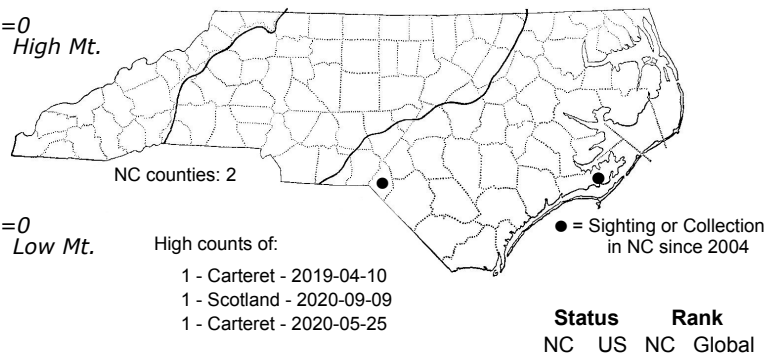 =0
High Mt.
NC counties: 2
=0
Low Mt.
High counts of:
1 - Carteret - 2019-04-10
1 - Scotland - 2020-09-09
1 - Carteret - 2020-05-25
● = Sighting or Collection
in NC since 2004
Status Rank
NC US NC Global